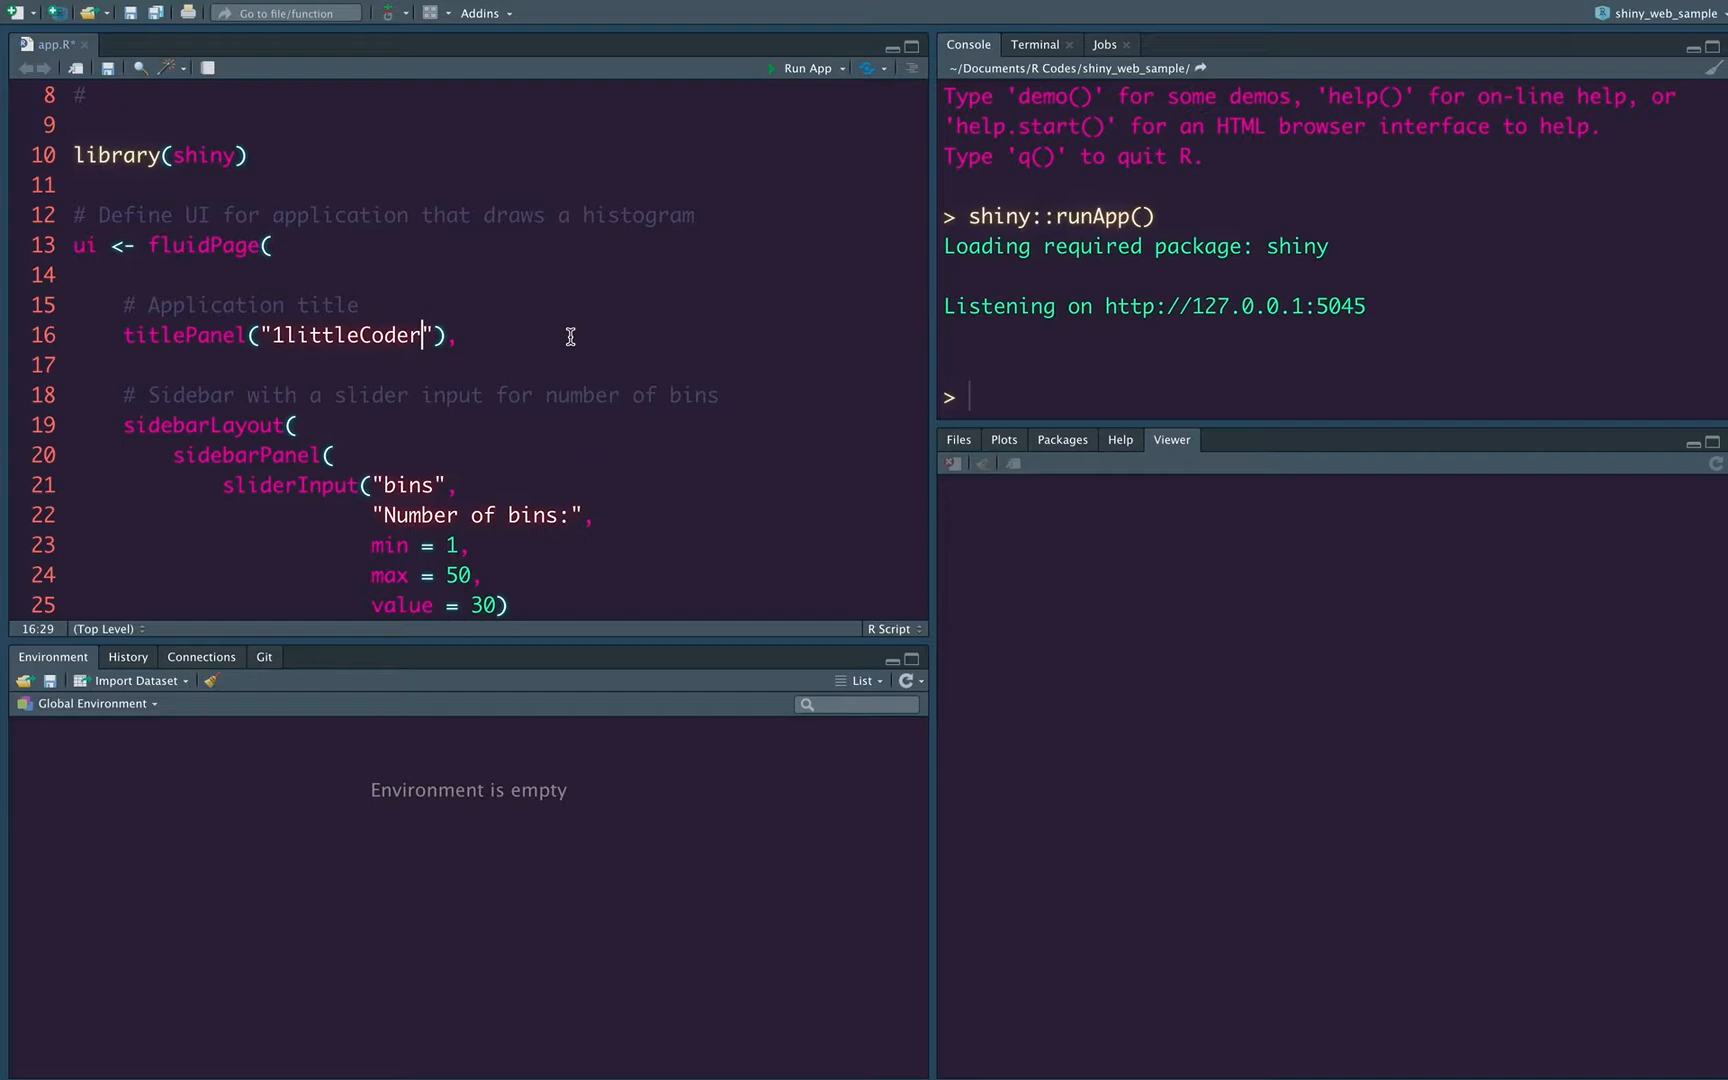 Go to file/function
Addins
shiny_web_sample
app.R*
Run App
8 #
9
10 library(shiny)
11
12 # Define UI for application that draws a histogram
13 ui <- fluidPage(
14
15 # Application title
16 titlePanel("1littleCoder"),
17
18 # Sidebar with a slider input for number of bins
19 sidebarLayout(
20 sidebarPanel(
21 sliderInput("bins",
22 "Number of bins:",
23 min = 1,
24 max = 50,
25 value = 30)
16:29 (Top Level) R Script
Environment History Connections Git
Import Dataset List
Global Environment
Environment is empty
Console Terminal Jobs
~/Documents/R Codes/shiny_web_sample/
Type 'demo()' for some demos, 'help()' for on-line help, or
'help.start()' for an HTML browser interface to help.
Type 'q()' to quit R.
> shiny::runApp()
Loading required package: shiny
Listening on http://127.0.0.1:5045
>
Files Plots Packages Help Viewer